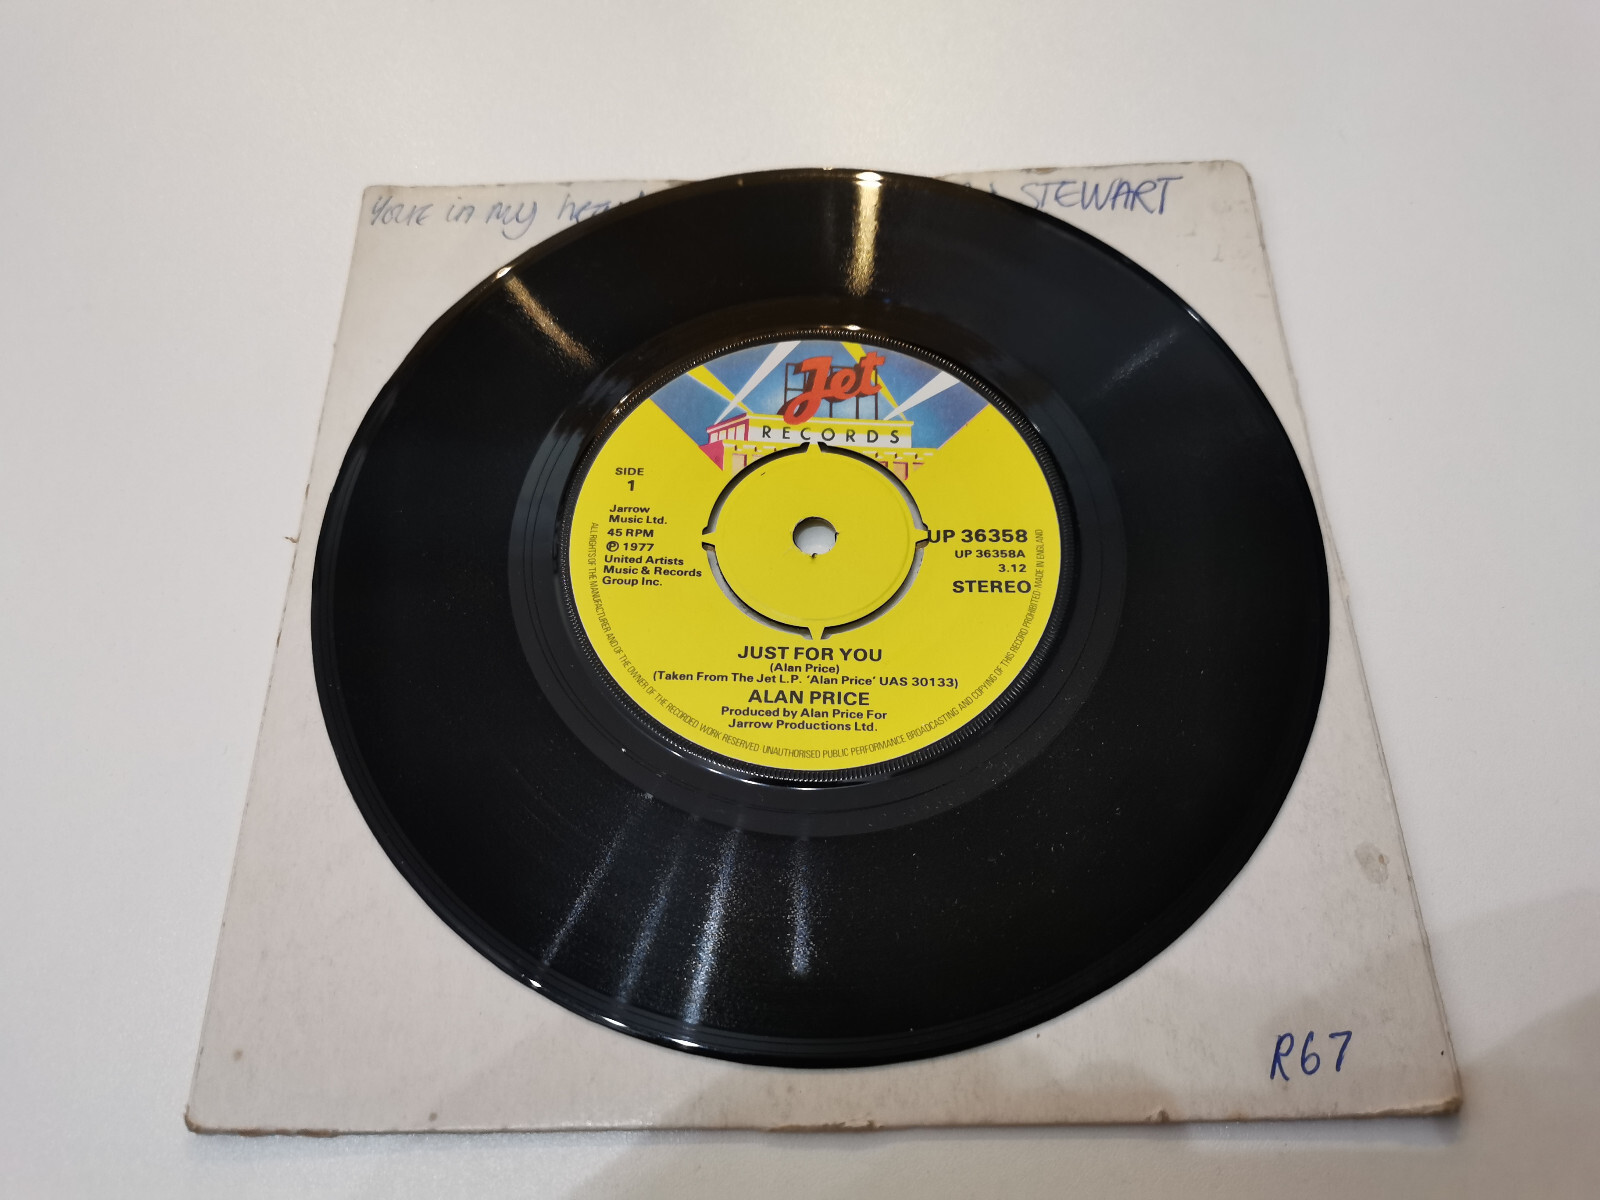 YOU'RE in my
STEWART
Jet
RECORDS
SIDE
1
Jarrow
Music Ltd.
45 RPM
Ⓟ 1977
United Artists
Music & Records
Group Inc.
UP 36358
UP 36358A
3.12
STEREO
JUST FOR YOU
(Alan Price)
(Taken From The Jet L.P. 'Alan Price' UAS 30133)
ALAN PRICE
Produced by Alan Price For
Jarrow Productions Ltd.
ALL RIGHTS OF THE MANUFACTURER AND OF THE OWNER OF THE RECORDED WORK RESERVED UNAUTHORISED PUBLIC PERFORMANCE BROADCASTING AND COPYING OF THIS RECORD PROHIBITED MADE IN ENGLAND
R67